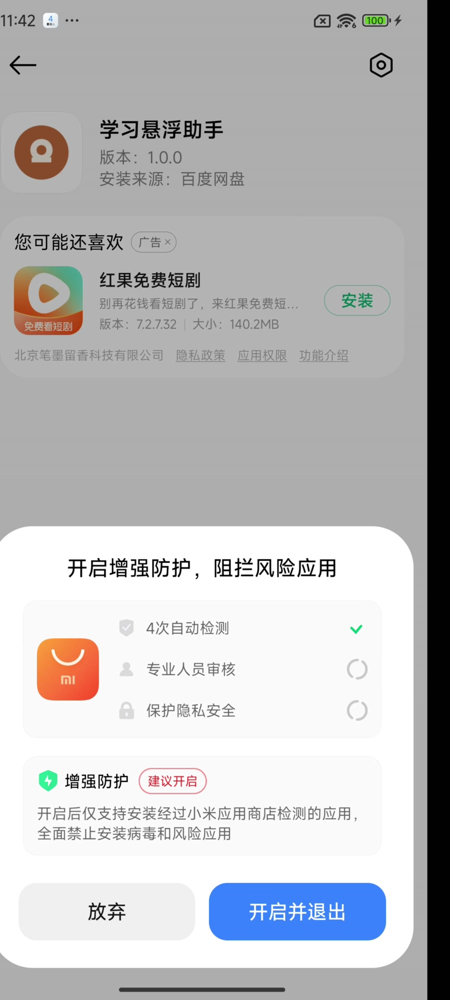 11:42
4
6
100
学习悬浮助手
版本：1.0.0
安装来源：百度网盘
您可能还喜欢 广告×
红果免费短剧
别再花钱看短剧了，来红果免费短...
版本：7.2.7.32 | 大小：140.2MB
安装
免费看短剧
北京笔墨留香科技有限公司 隐私政策 应用权限 功能介绍
开启增强防护，阻拦风险应用
4次自动检测
专业人员审核
保护隐私安全
mi
增强防护 建议开启
开启后仅支持安装经过小米应用商店检测的应用，
全面禁止安装病毒和风险应用
放弃 开启并退出